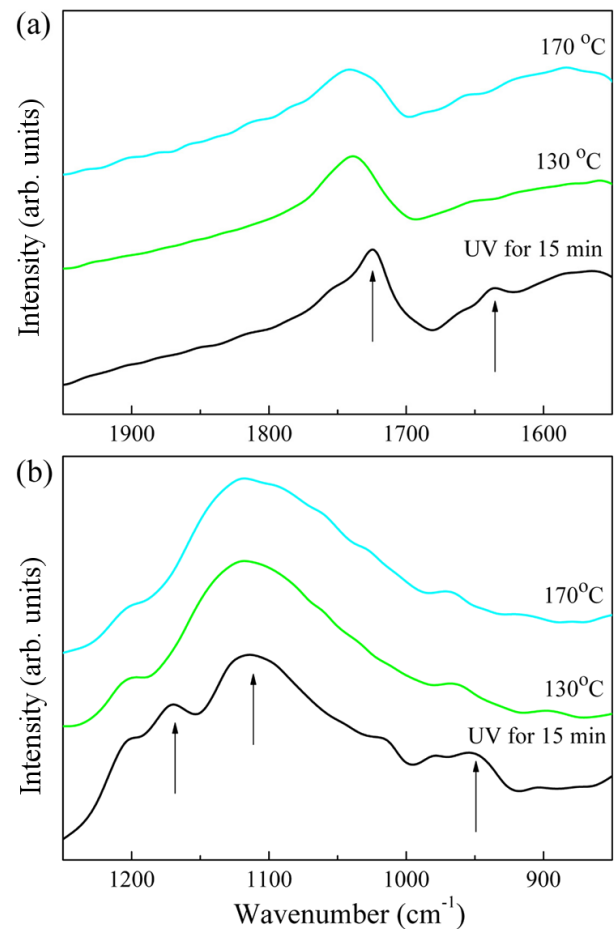 (a)
170 °C
130 °C
UV for 15 min
Intensity (arb. units)
1900 1800 1700 1600
(b)
170°C
130°C
UV for 15 min
Intensity (arb. units)
1200 1100 1000 900
Wavenumber (cm⁻¹)